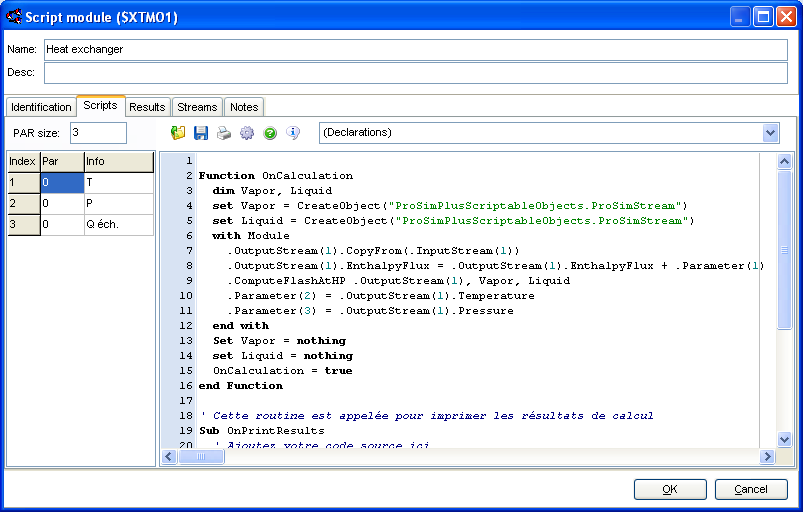 Script module ($XTMO1)
Name: Heat exchanger
Desc:
Identification Scripts Results Streams Notes
PAR size: 3 (Declarations)
Index Par Info
1 0 T
2 0 P
3 0 Q éch.
1
2 Function OnCalculation
3 dim Vapor, Liquid
4 set Vapor = CreateObject("ProSimPlusScriptableObjects.ProSimStream")
5 set Liquid = CreateObject("ProSimPlusScriptableObjects.ProSimStream")
6 with Module
7 .OutputStream(1).CopyFrom(.InputStream(1))
8 .OutputStream(1).EnthalpyFlux = .OutputStream(1).EnthalpyFlux + .Parameter(1)
9 .ComputeFlashAtHP .OutputStream(1), Vapor, Liquid
10 .Parameter(2) = .OutputStream(1).Temperature
11 .Parameter(3) = .OutputStream(1).Pressure
12 end with
13 Set Vapor = nothing
14 set Liquid = nothing
15 OnCalculation = true
16 end Function
17
18 ' Cette routine est appelée pour imprimer les résultats de calcul
19 Sub OnPrintResults
20 ' Ajoutez votre code source ici
OK Cancel